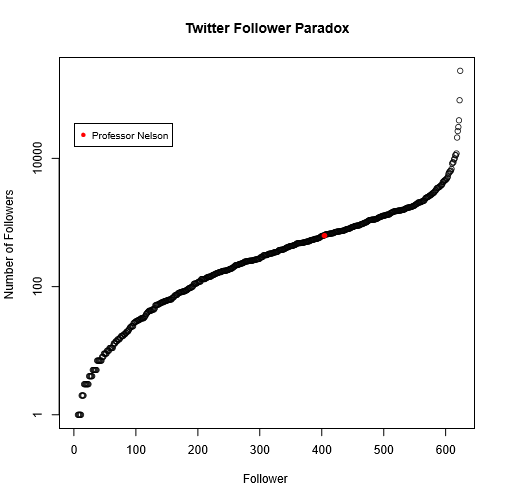 Twitter Follower Paradox
Professor Nelson
Number of Followers
10000
100
1
0 100 200 300 400 500 600
Follower